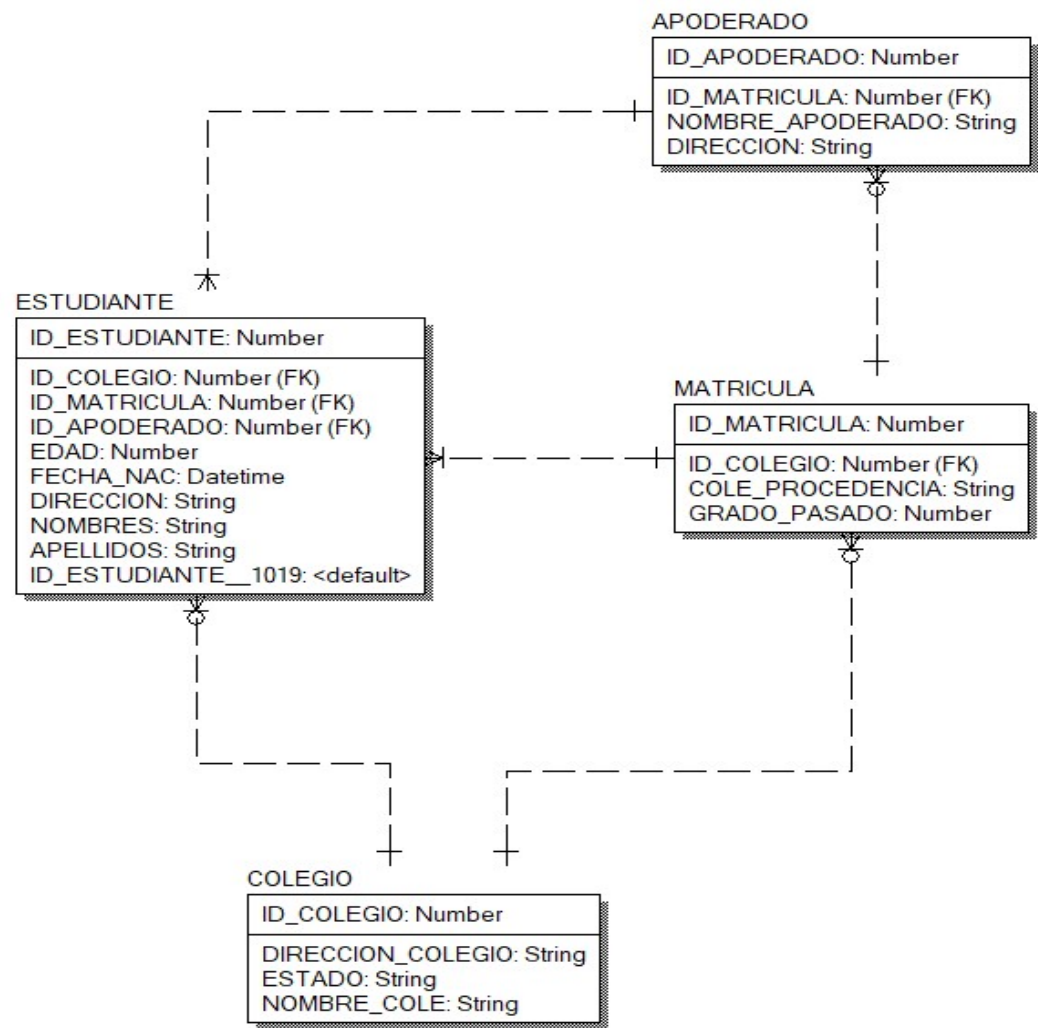 APODERADO
ID_APODERADO: Number
ID_MATRICULA: Number (FK)
NOMBRE_APODERADO: String
DIRECCION: String
ESTUDIANTE
ID_ESTUDIANTE: Number
ID_COLEGIO: Number (FK)
ID_MATRICULA: Number (FK)
ID_APODERADO: Number (FK)
EDAD: Number
FECHA_NAC: Datetime
DIRECCION: String
NOMBRES: String
APELLIDOS: String
ID_ESTUDIANTE__1019: <default>
MATRICULA
ID_MATRICULA: Number
ID_COLEGIO: Number (FK)
COLE_PROCEDENCIA: String
GRADO_PASADO: Number
COLEGIO
ID_COLEGIO: Number
DIRECCION_COLEGIO: String
ESTADO: String
NOMBRE_COLE: String